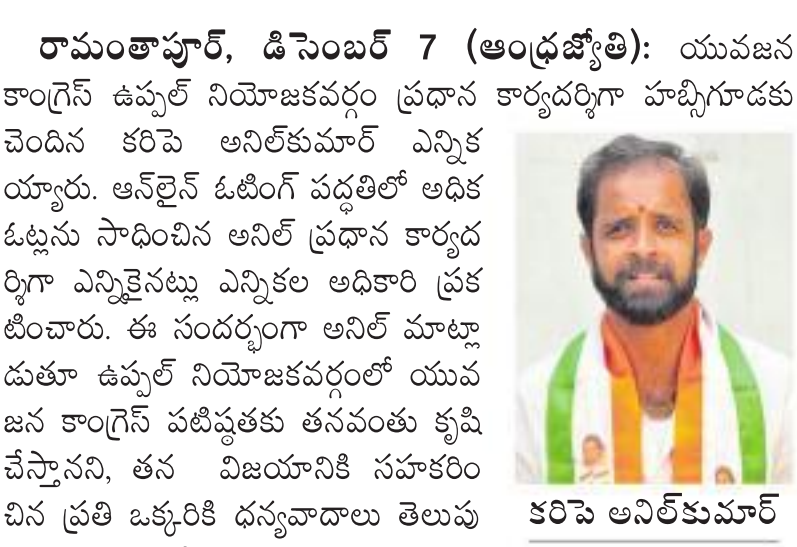 రామంతాపూర్, డిసెంబర్ 7 (ఆంధ్రజ్యోతి): యువజన
కాంగ్రెస్ ఉప్పల్ నియోజకవర్గం ప్రధాన కార్యదర్శిగా హబ్సిగూడకు
చెందిన కరిపె అనిల్‌కుమార్ ఎన్నిక
య్యారు. ఆన్‌లైన్ ఓటింగ్ పద్ధతిలో అధిక
ఓట్లను సాధించిన అనిల్ ప్రధాన కార్యద
ర్శిగా ఎన్నికైనట్లు ఎన్నికల అధికారి ప్రక
టించారు. ఈ సందర్భంగా అనిల్ మాట్లా
డుతూ ఉప్పల్ నియోజకవర్గంలో యువ
జన కాంగ్రెస్ పటిష్ఠతకు తనవంతు కృషి
చేస్తానని, తన విజయానికి సహకరిం
చిన ప్రతి ఒక్కరికి ధన్యవాదాలు తెలుపు
కరిపె అనిల్‌కుమార్